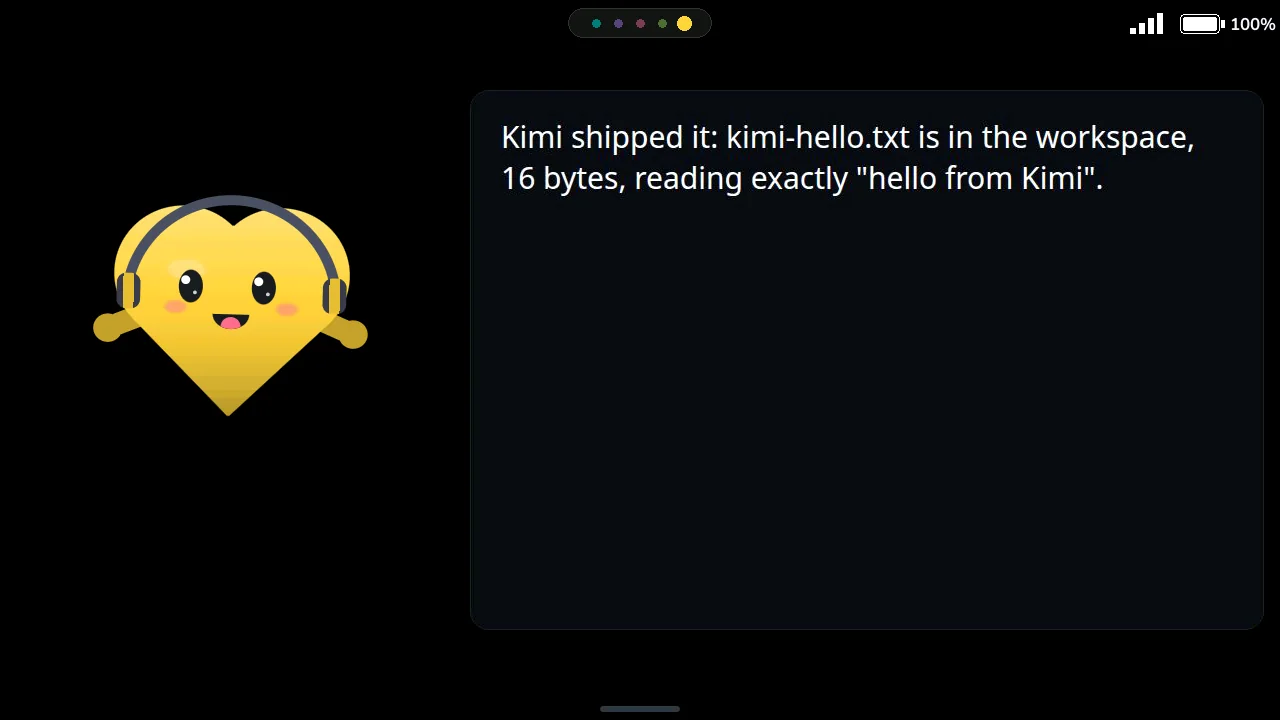 100%
Kimi shipped it: kimi-hello.txt is in the workspace,
16 bytes, reading exactly "hello from Kimi".